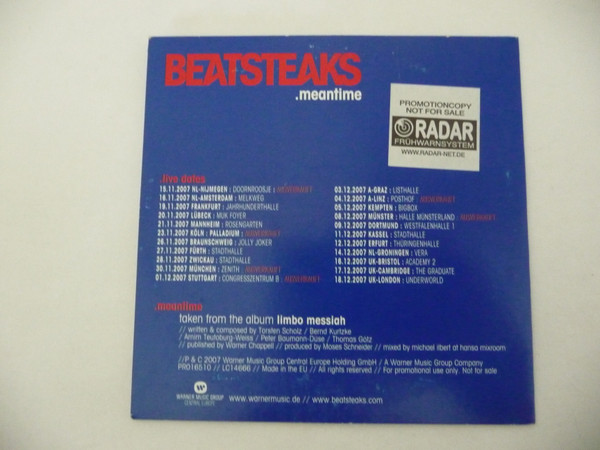 BEATSTEAKS
.meantime
PROMOTIONCOPY
NOT FOR SALE
RADAR
FRÜHWARNSYSTEM
WWW.RADAR-NET.DE
.live dates
15.11.2007 NL-NIJMEGEN : DOORNROOSJE
16.11.2007 NL-AMSTERDAM : MELKWEG
19.11.2007 FRANKFURT : JAHRHUNDERTHALLE
20.11.2007 LÜBECK : MUK FOYER
21.11.2007 MANNHEIM : ROSENGARTEN
23.11.2007 KÖLN : PALLADIUM
26.11.2007 BRAUNSCHWEIG : JOLLY JOKER
27.11.2007 FÜRTH : STADTHALLE
28.11.2007 ZWICKAU : STADTHALLE
30.11.2007 MÜNCHEN : ZENITH
01.12.2007 STUTTGART : CONGRESSZENTRUM B
03.12.2007 A-GRAZ : LISTHALLE
04.12.2007 A-LINZ : POSTHOF
05.12.2007 KEMPTEN : BIGBOX
08.12.2007 MÜNSTER : HALLE MÜNSTERLAND
09.12.2007 DORTMUND : WESTFALENHALLE 1
11.12.2007 KASSEL : STADTHALLE
12.12.2007 ERFURT : THÜRINGENHALLE
14.12.2007 NL-GRONINGEN : VERA
16.12.2007 UK-BRISTOL : ACADEMY 2
17.12.2007 UK-CAMBRIDGE : THE GRADUATE
18.12.2007 UK-LONDON : UNDERWORLD
.meantime
taken from the album limbo messiah
// written & composed by Torsten Scholz / Bernd Kurtzke
/ Arnim Teutoburg-Weiss / Peter Baumann-Duse / Thomas Götz
// published by Warner Chappell // produced by Moses Schneider // mixed by michael ilbert at hansa mixroom
//P & C 2007 Warner Music Group Central Europe Holding GmbH / A Warner Music Group Company
PR016510 // LC14666 // Made in the EU // All rights reserved // For promotional use only. Not for sale
WARNER MUSIC GROUP
CENTRAL EUROPE
www.warnermusic.de // www.beatsteaks.com